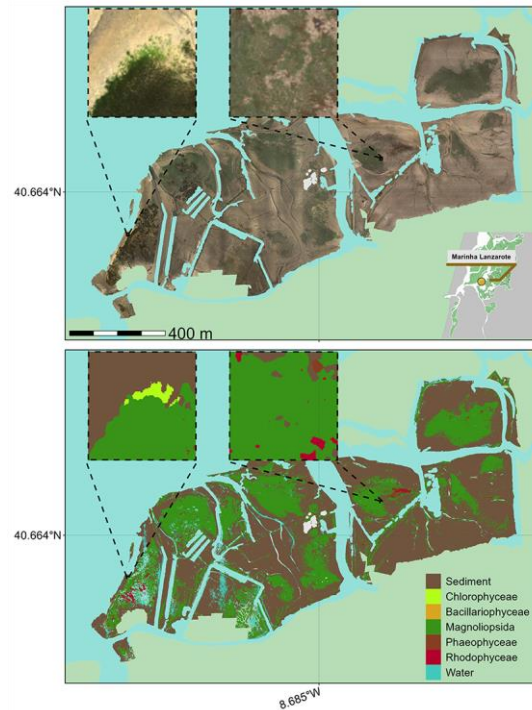 40.664°N
Marinha Lanzarote
400 m
40.664°N
Sediment
Chlorophyceae
Bacillariophyceae
Magnoliopsida
Phaeophyceae
Rhodophyceae
Water
8.685°W